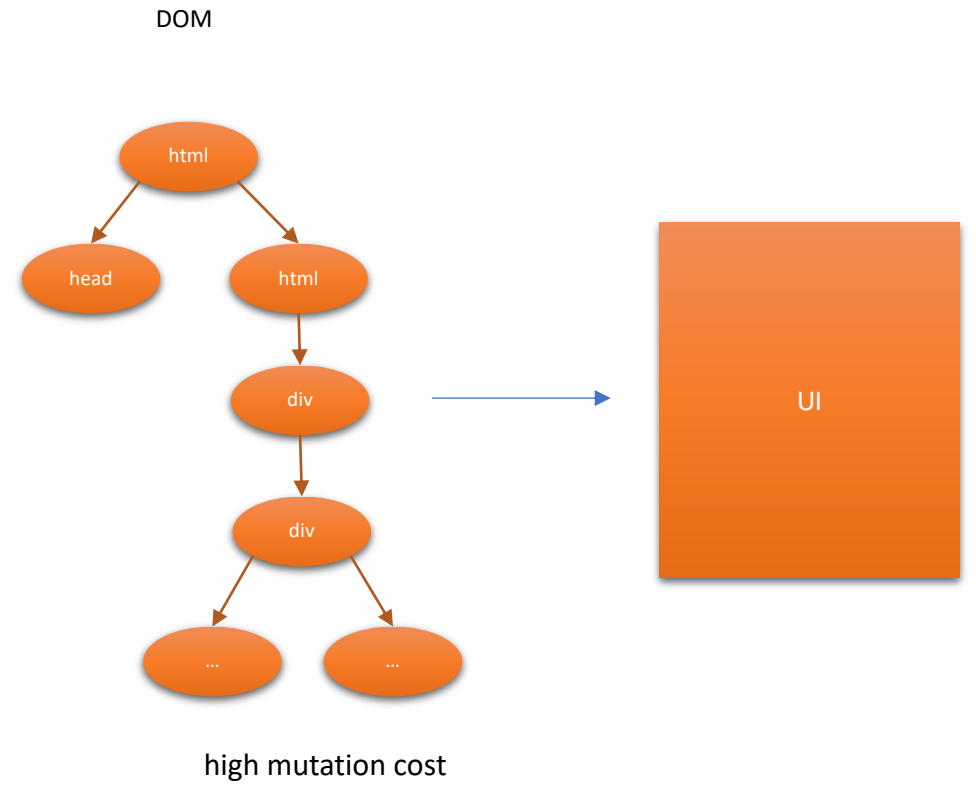 DOM
html
head
html
div
UI
div
...
...
high mutation cost